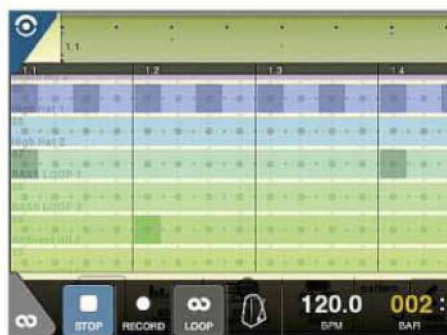 1.1
1.1 1.2 1.3 1.4
High Hat 1
High Hat 2
BASS LOOP 1
BASS LOOP 2
pattern
STOP RECORD LOOP 120.0 BPM 002: BAR